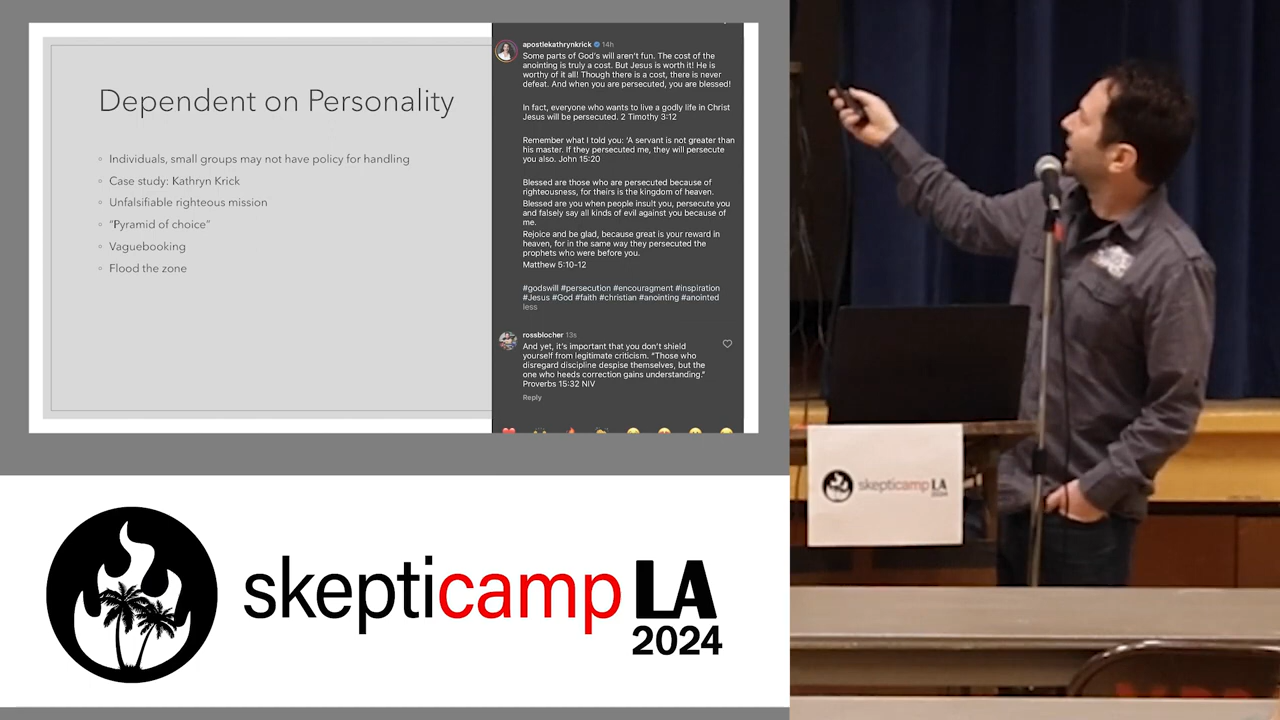 Dependent on Personality
Individuals, small groups may not have policy for handling
Case study: Kathryn Krick
Unfalsifiable righteous mission
“Pyramid of choice”
Vaguebooking
Flood the zone
apostlekathrynkrick 14h
Some parts of God's will aren't fun. The cost of the
anointing is truly a cost. But Jesus is worth it! He is
worthy of it all! Though there is a cost, there is never
defeat. And when you are persecuted, you are blessed!
In fact, everyone who wants to live a godly life in Christ
Jesus will be persecuted. 2 Timothy 3:12
Remember what I told you: 'A servant is not greater than
his master. If they persecuted me, they will persecute
you also. John 15:20
Blessed are those who are persecuted because of
righteousness, for theirs is the kingdom of heaven.
Blessed are you when people insult you, persecute you
and falsely say all kinds of evil against you because of
me.
Rejoice and be glad, because great is your reward in
heaven, for in the same way they persecuted the
prophets who were before you.
Matthew 5:10-12
#godswill #persecution #encouragment #inspiration
#Jesus #God #faith #christian #anointing #anointed
less
rossblocher 13s
And yet, it's important that you don't shield
yourself from legitimate criticism. “Those who
disregard discipline despise themselves, but the
one who heeds correction gains understanding.”
Proverbs 15:32 NIV
Reply
skepticamp LA
2024
skepticamp LA
2024